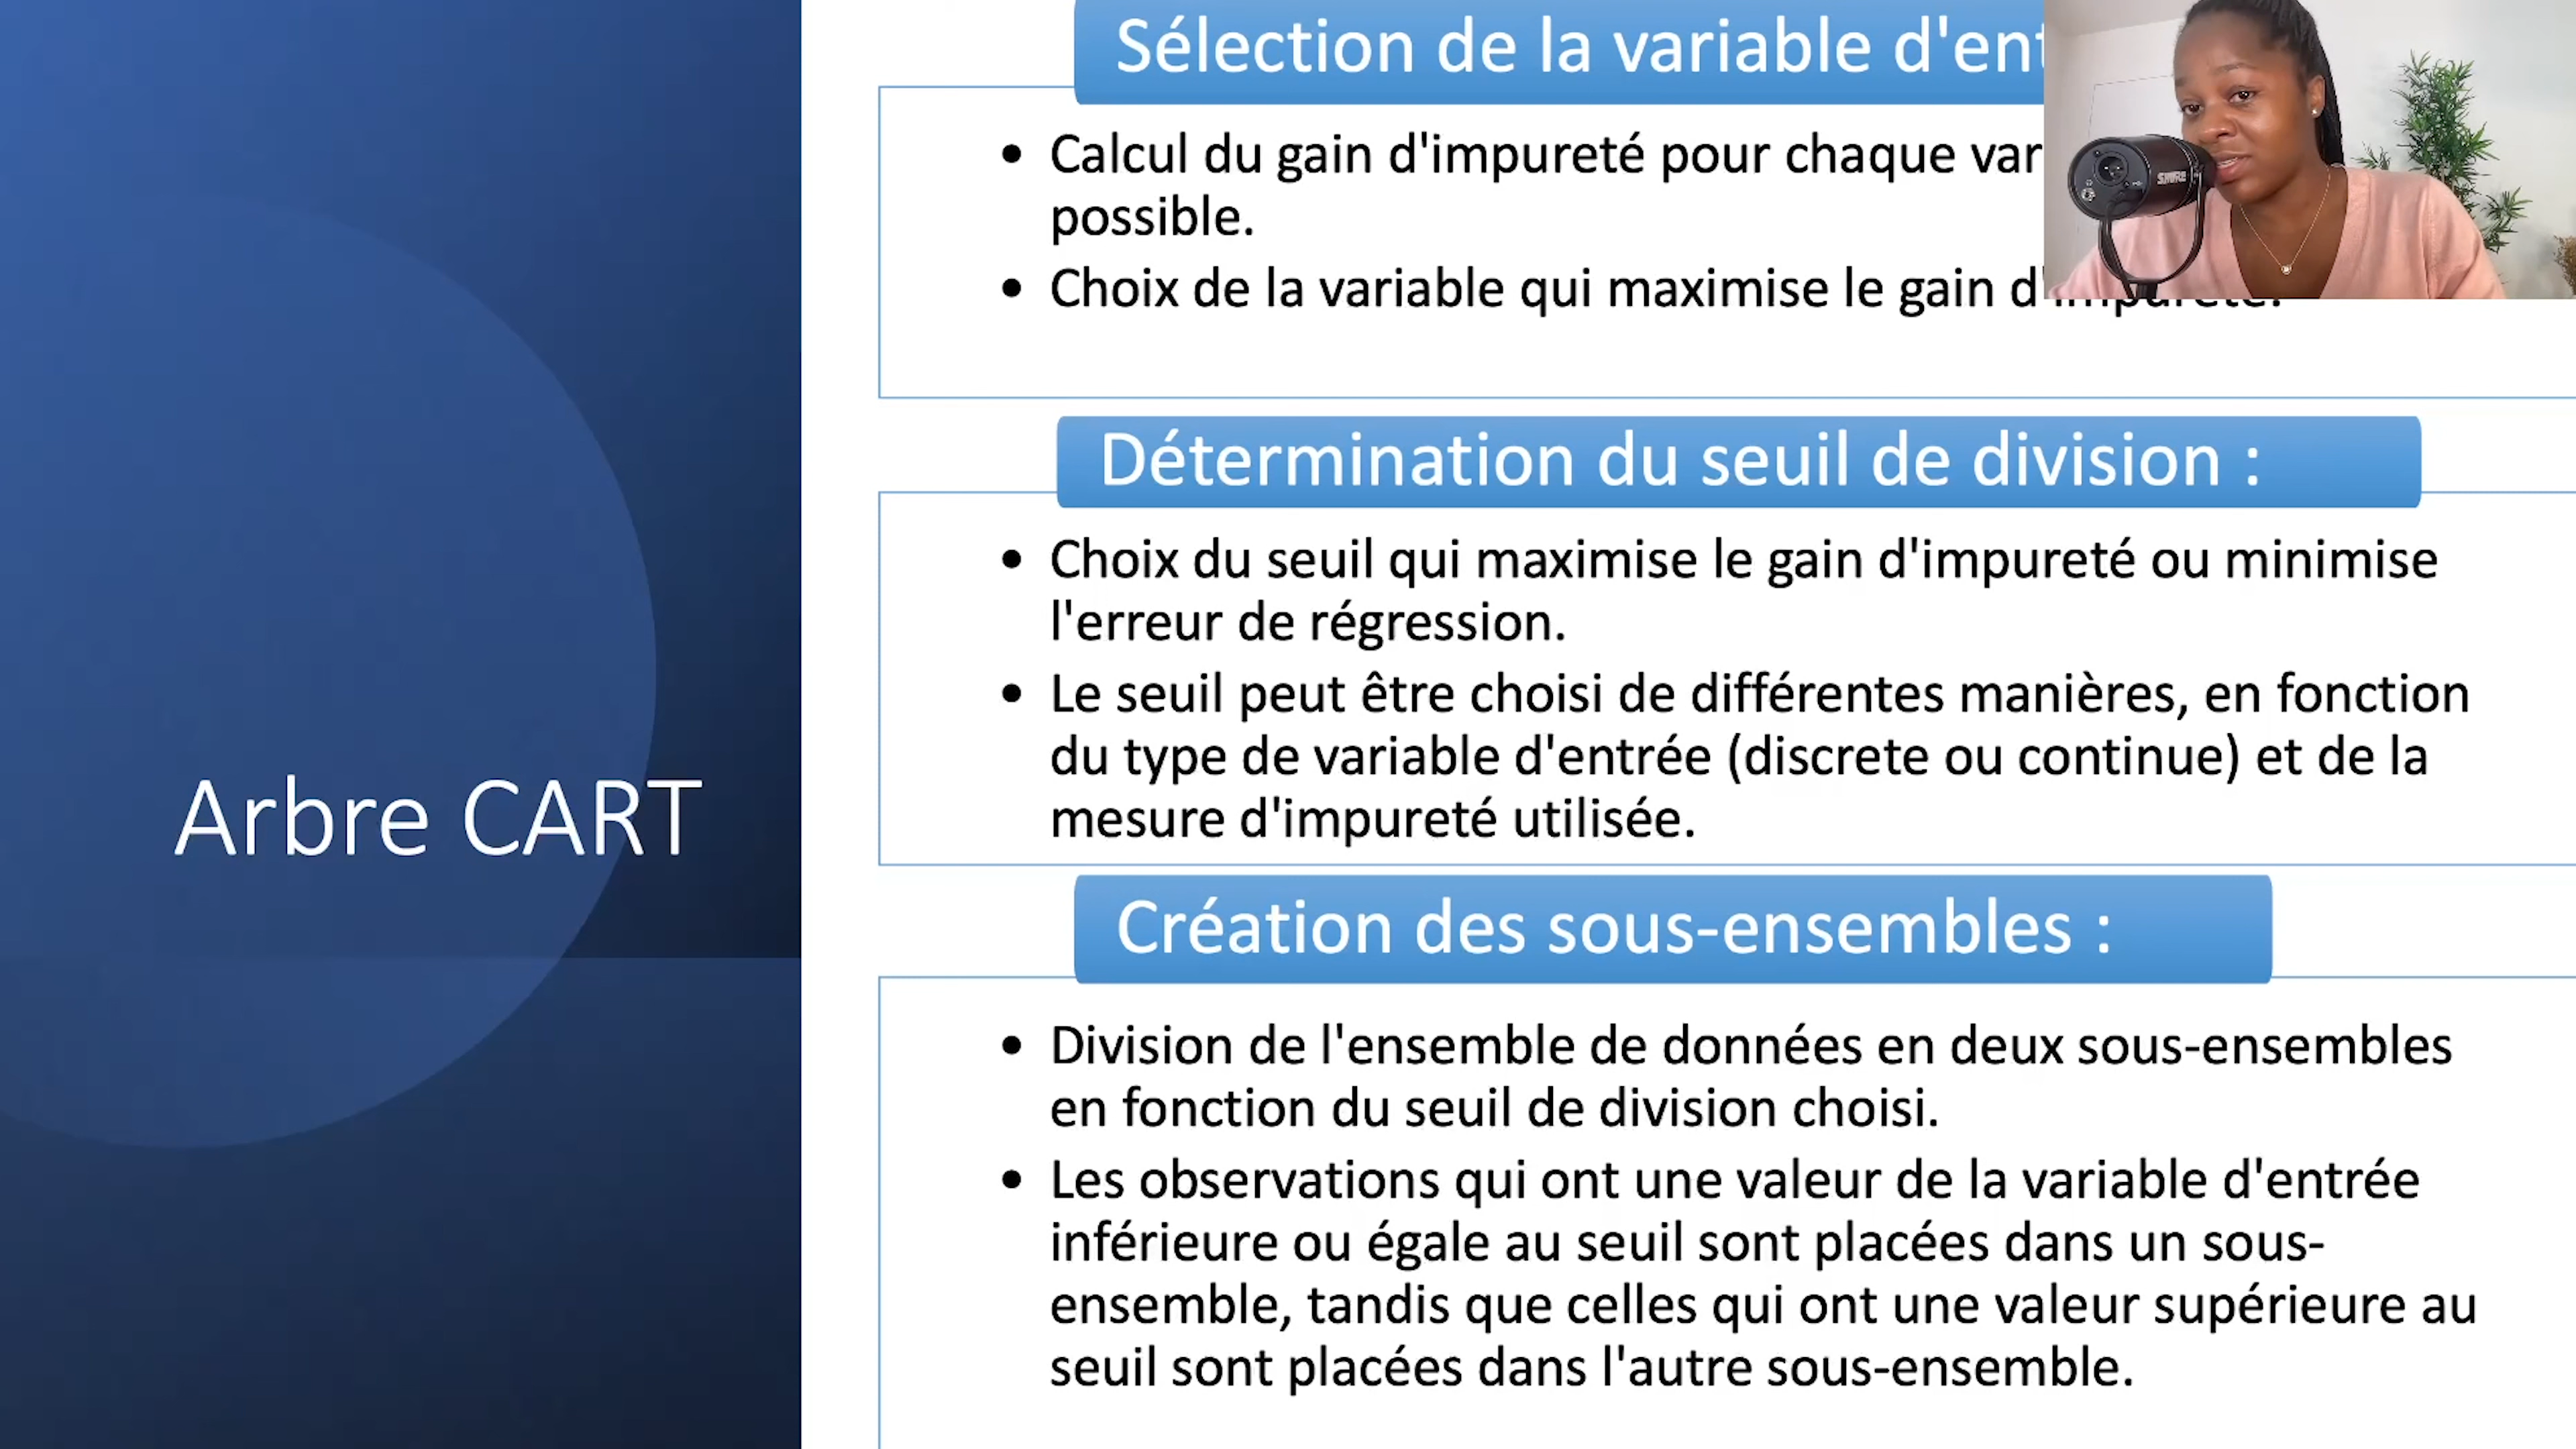 Sélection de la variable d'ent
Calcul du gain d'impureté pour chaque var
possible.
Choix de la variable qui maximise le gain d'impureté.
Détermination du seuil de division :
Choix du seuil qui maximise le gain d'impureté ou minimise
l'erreur de régression.
Le seuil peut être choisi de différentes manières, en fonction
du type de variable d'entrée (discrete ou continue) et de la
mesure d'impureté utilisée.
Arbre CART
Création des sous-ensembles :
Division de l'ensemble de données en deux sous-ensembles
en fonction du seuil de division choisi.
Les observations qui ont une valeur de la variable d'entrée
inférieure ou égale au seuil sont placées dans un sous-
ensemble, tandis que celles qui ont une valeur supérieure au
seuil sont placées dans l'autre sous-ensemble.
SHURE